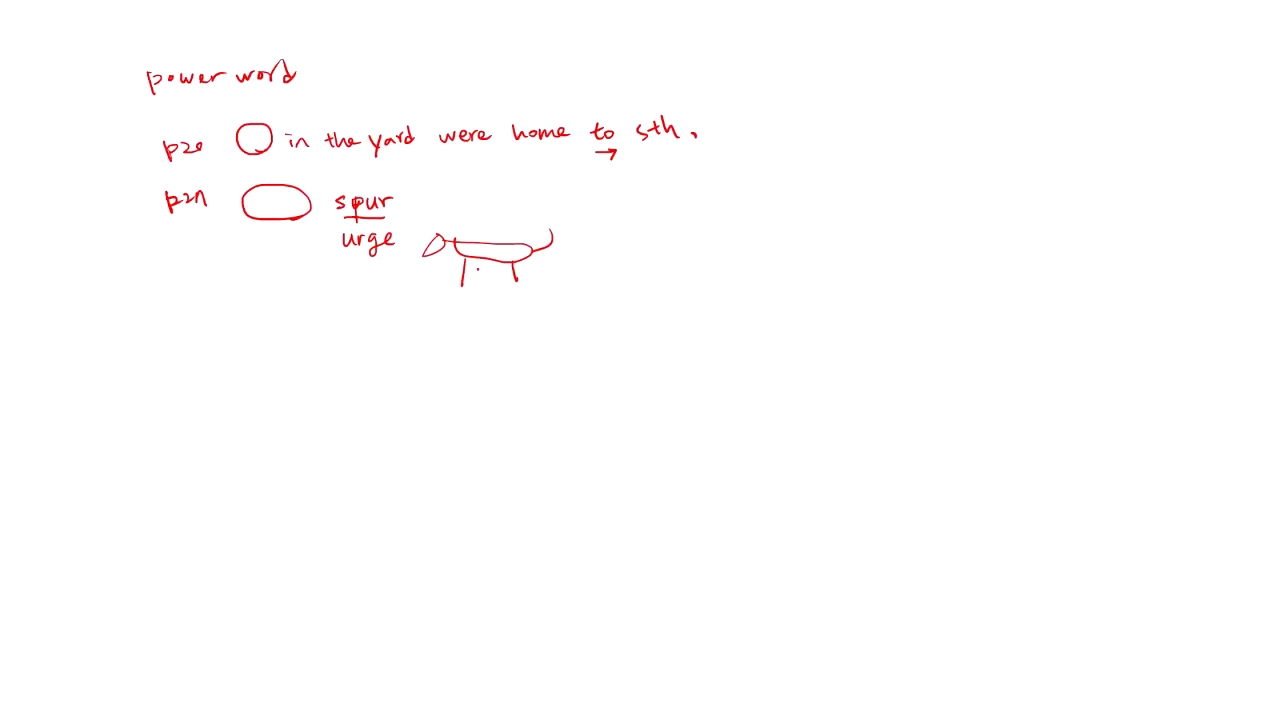 power word
p20 in the yard were home to sth.
p21 spur
urge